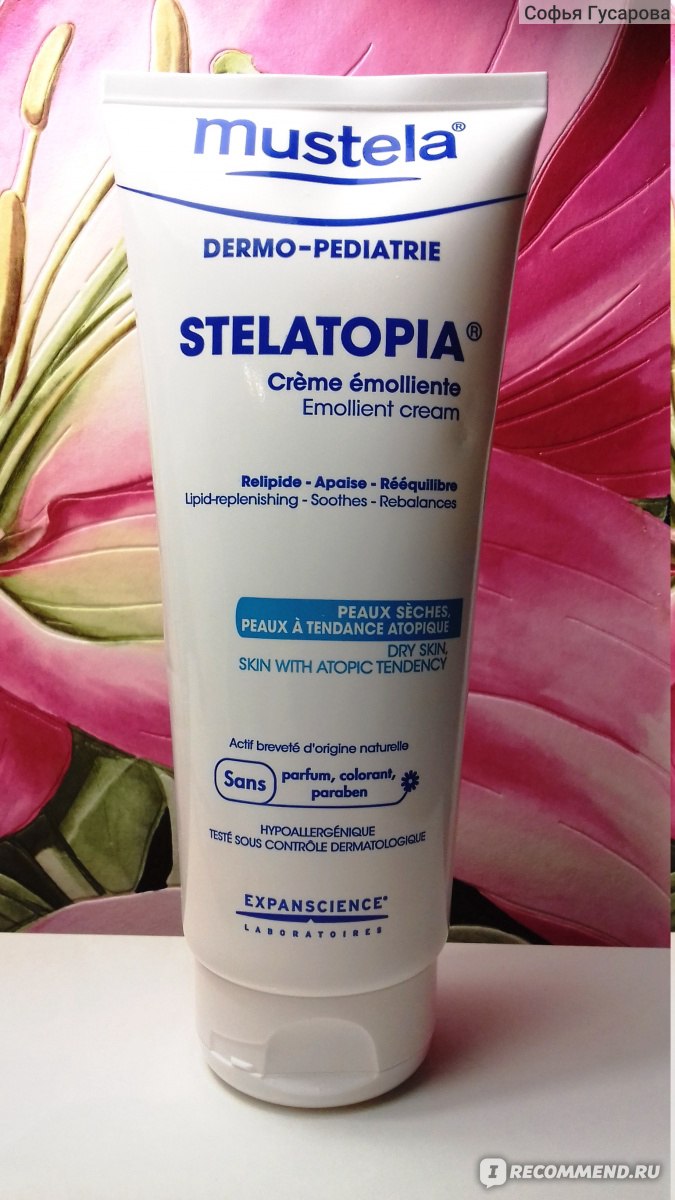 Софья Гусарова
mustela®
DERMO-PEDIATRIE
STELATOPIA®
Crème émolliente
Emollient cream
Relipide - Apaise - Rééquilibre
Lipid-replenishing - Soothes - Rebalances
PEAUX SÈCHES,
PEAUX À TENDANCE ATOPIQUE
DRY SKIN,
SKIN WITH ATOPIC TENDENCY
Actif breveté d'origine naturelle
Sans parfum, colorant,
paraben
HYPOALLERGÉNIQUE
TESTÉ SOUS CONTRÔLE DERMATOLOGIQUE
EXPANSCIENCE®
LABORATOIRES
IRECOMMEND.RU